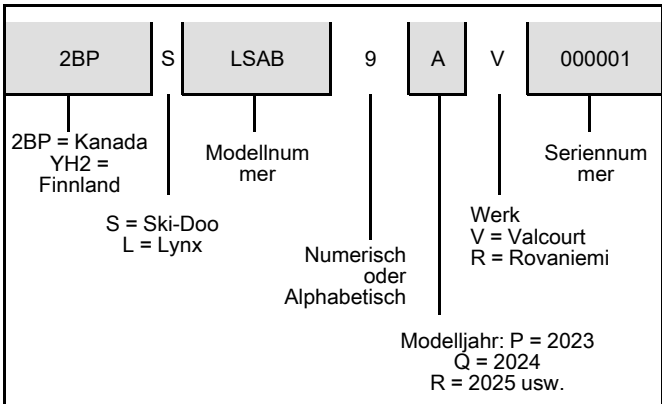 2BP S LSAB 9 A V 000001
2BP = Kanada
YH2 =
Finnland
Modellnum
mer
Seriennum
mer
S = Ski-Doo
L = Lynx
Werk
V = Valcourt
R = Rovaniemi
Numerisch
oder
Alphabetisch
Modelljahr: P = 2023
Q = 2024
R = 2025 usw.